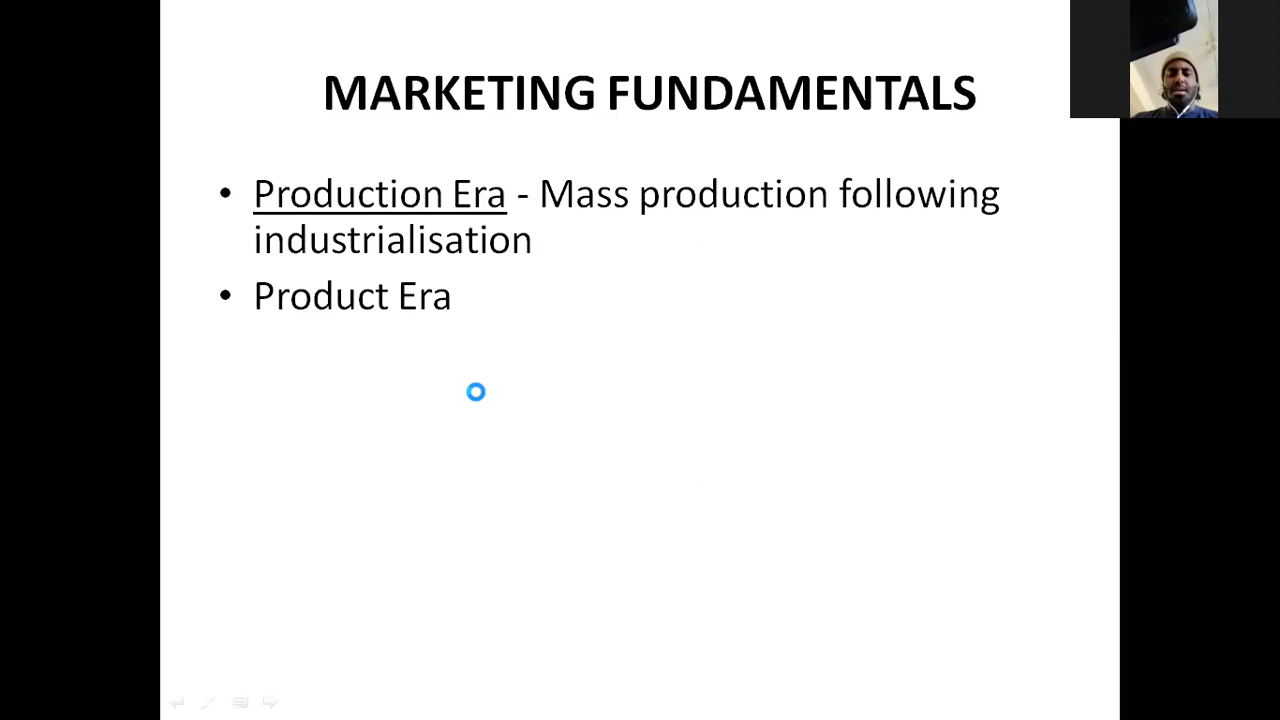 MARKETING FUNDAMENTALS
• Production Era - Mass production following
industrialisation
• Product Era